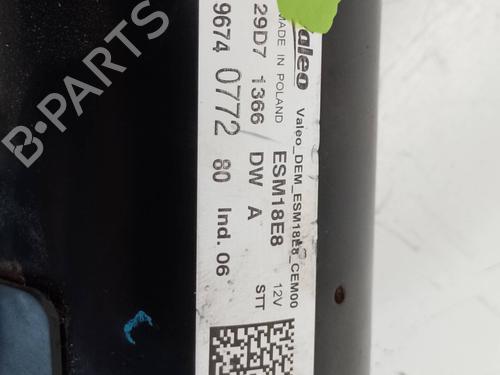 valeo
MADE IN POLAND
Valeo_DEM_ESM18E8_CEM00
ESM18E8 12V
29D7 1366 DW A STT
9674 0772 80 Ind. 06
B-PARTS